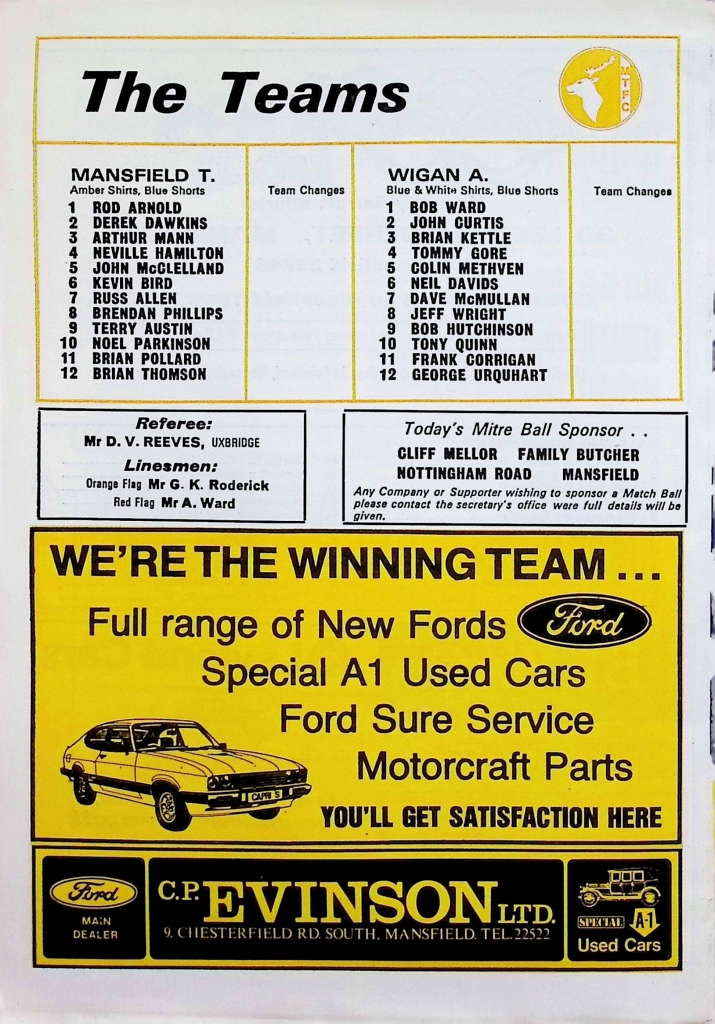 The Teams
MTFC
MANSFIELD T.
Amber Shirts, Blue Shorts
Team Changes
1 ROD ARNOLD
2 DEREK DAWKINS
3 ARTHUR MANN
4 NEVILLE HAMILTON
5 JOHN McCLELLAND
6 KEVIN BIRD
7 RUSS ALLEN
8 BRENDAN PHILLIPS
9 TERRY AUSTIN
10 NOEL PARKINSON
11 BRIAN POLLARD
12 BRIAN THOMSON
WIGAN A.
Blue & White Shirts, Blue Shorts
Team Changes
1 BOB WARD
2 JOHN CURTIS
3 BRIAN KETTLE
4 TOMMY GORE
5 COLIN METHVEN
6 NEIL DAVIDS
7 DAVE McMULLAN
8 JEFF WRIGHT
9 BOB HUTCHINSON
10 TONY QUINN
11 FRANK CORRIGAN
12 GEORGE URQUHART
Referee:
Mr D. V. REEVES, UXBRIDGE
Linesmen:
Orange Flag Mr G. K. Roderick
Red Flag Mr A. Ward
Today's Mitre Ball Sponsor . .
CLIFF MELLOR FAMILY BUTCHER
NOTTINGHAM ROAD MANSFIELD
Any Company or Supporter wishing to sponsor a Match Ball
please contact the secretary's office were full details will be
given.
WE'RE THE WINNING TEAM ...
Full range of New Fords Ford
Special A1 Used Cars
Ford Sure Service
Motorcraft Parts
CAPRI S
YOU'LL GET SATISFACTION HERE
Ford
MAIN
DEALER
C.P. EVINSON LTD.
9. CHESTERFIELD RD. SOUTH, MANSFIELD. TEL.22522
SPECIAL A-1
Used Cars